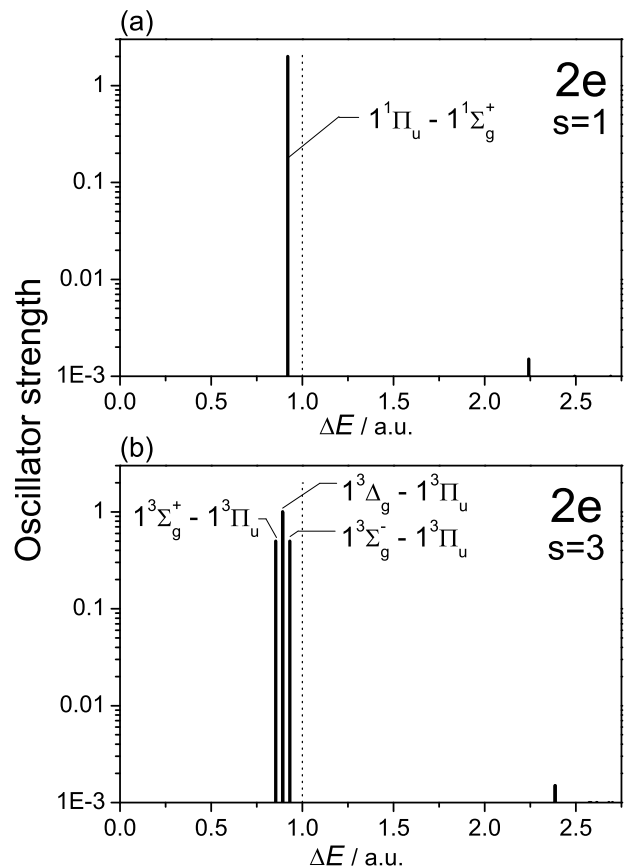 (a)
2e
s=1
1¹Πᵤ - 1¹Σg⁺
1
0.1
0.01
1E-3
0.0 0.5 1.0 1.5 2.0 2.5
ΔE / a.u.
Oscillator strength
(b)
2e
s=3
1³Δg - 1³Πᵤ
1³Σg⁺ - 1³Πᵤ
1³Σg⁻ - 1³Πᵤ
1
0.1
0.01
1E-3
0.0 0.5 1.0 1.5 2.0 2.5
ΔE / a.u.